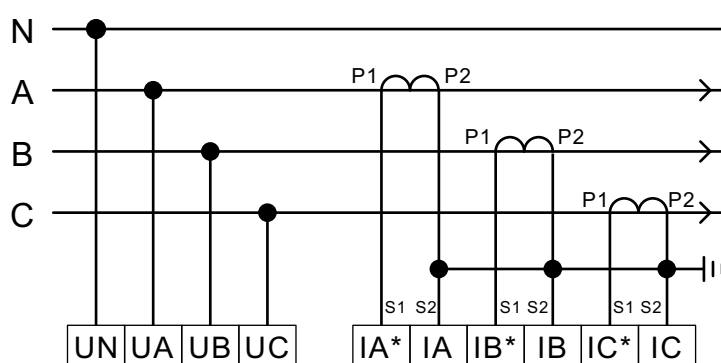 N
A P1 P2
B P1 P2
C P1 P2
S1 S2 S1 S2 S1 S2
UN UA UB UC IA* IA IB* IB IC* IC